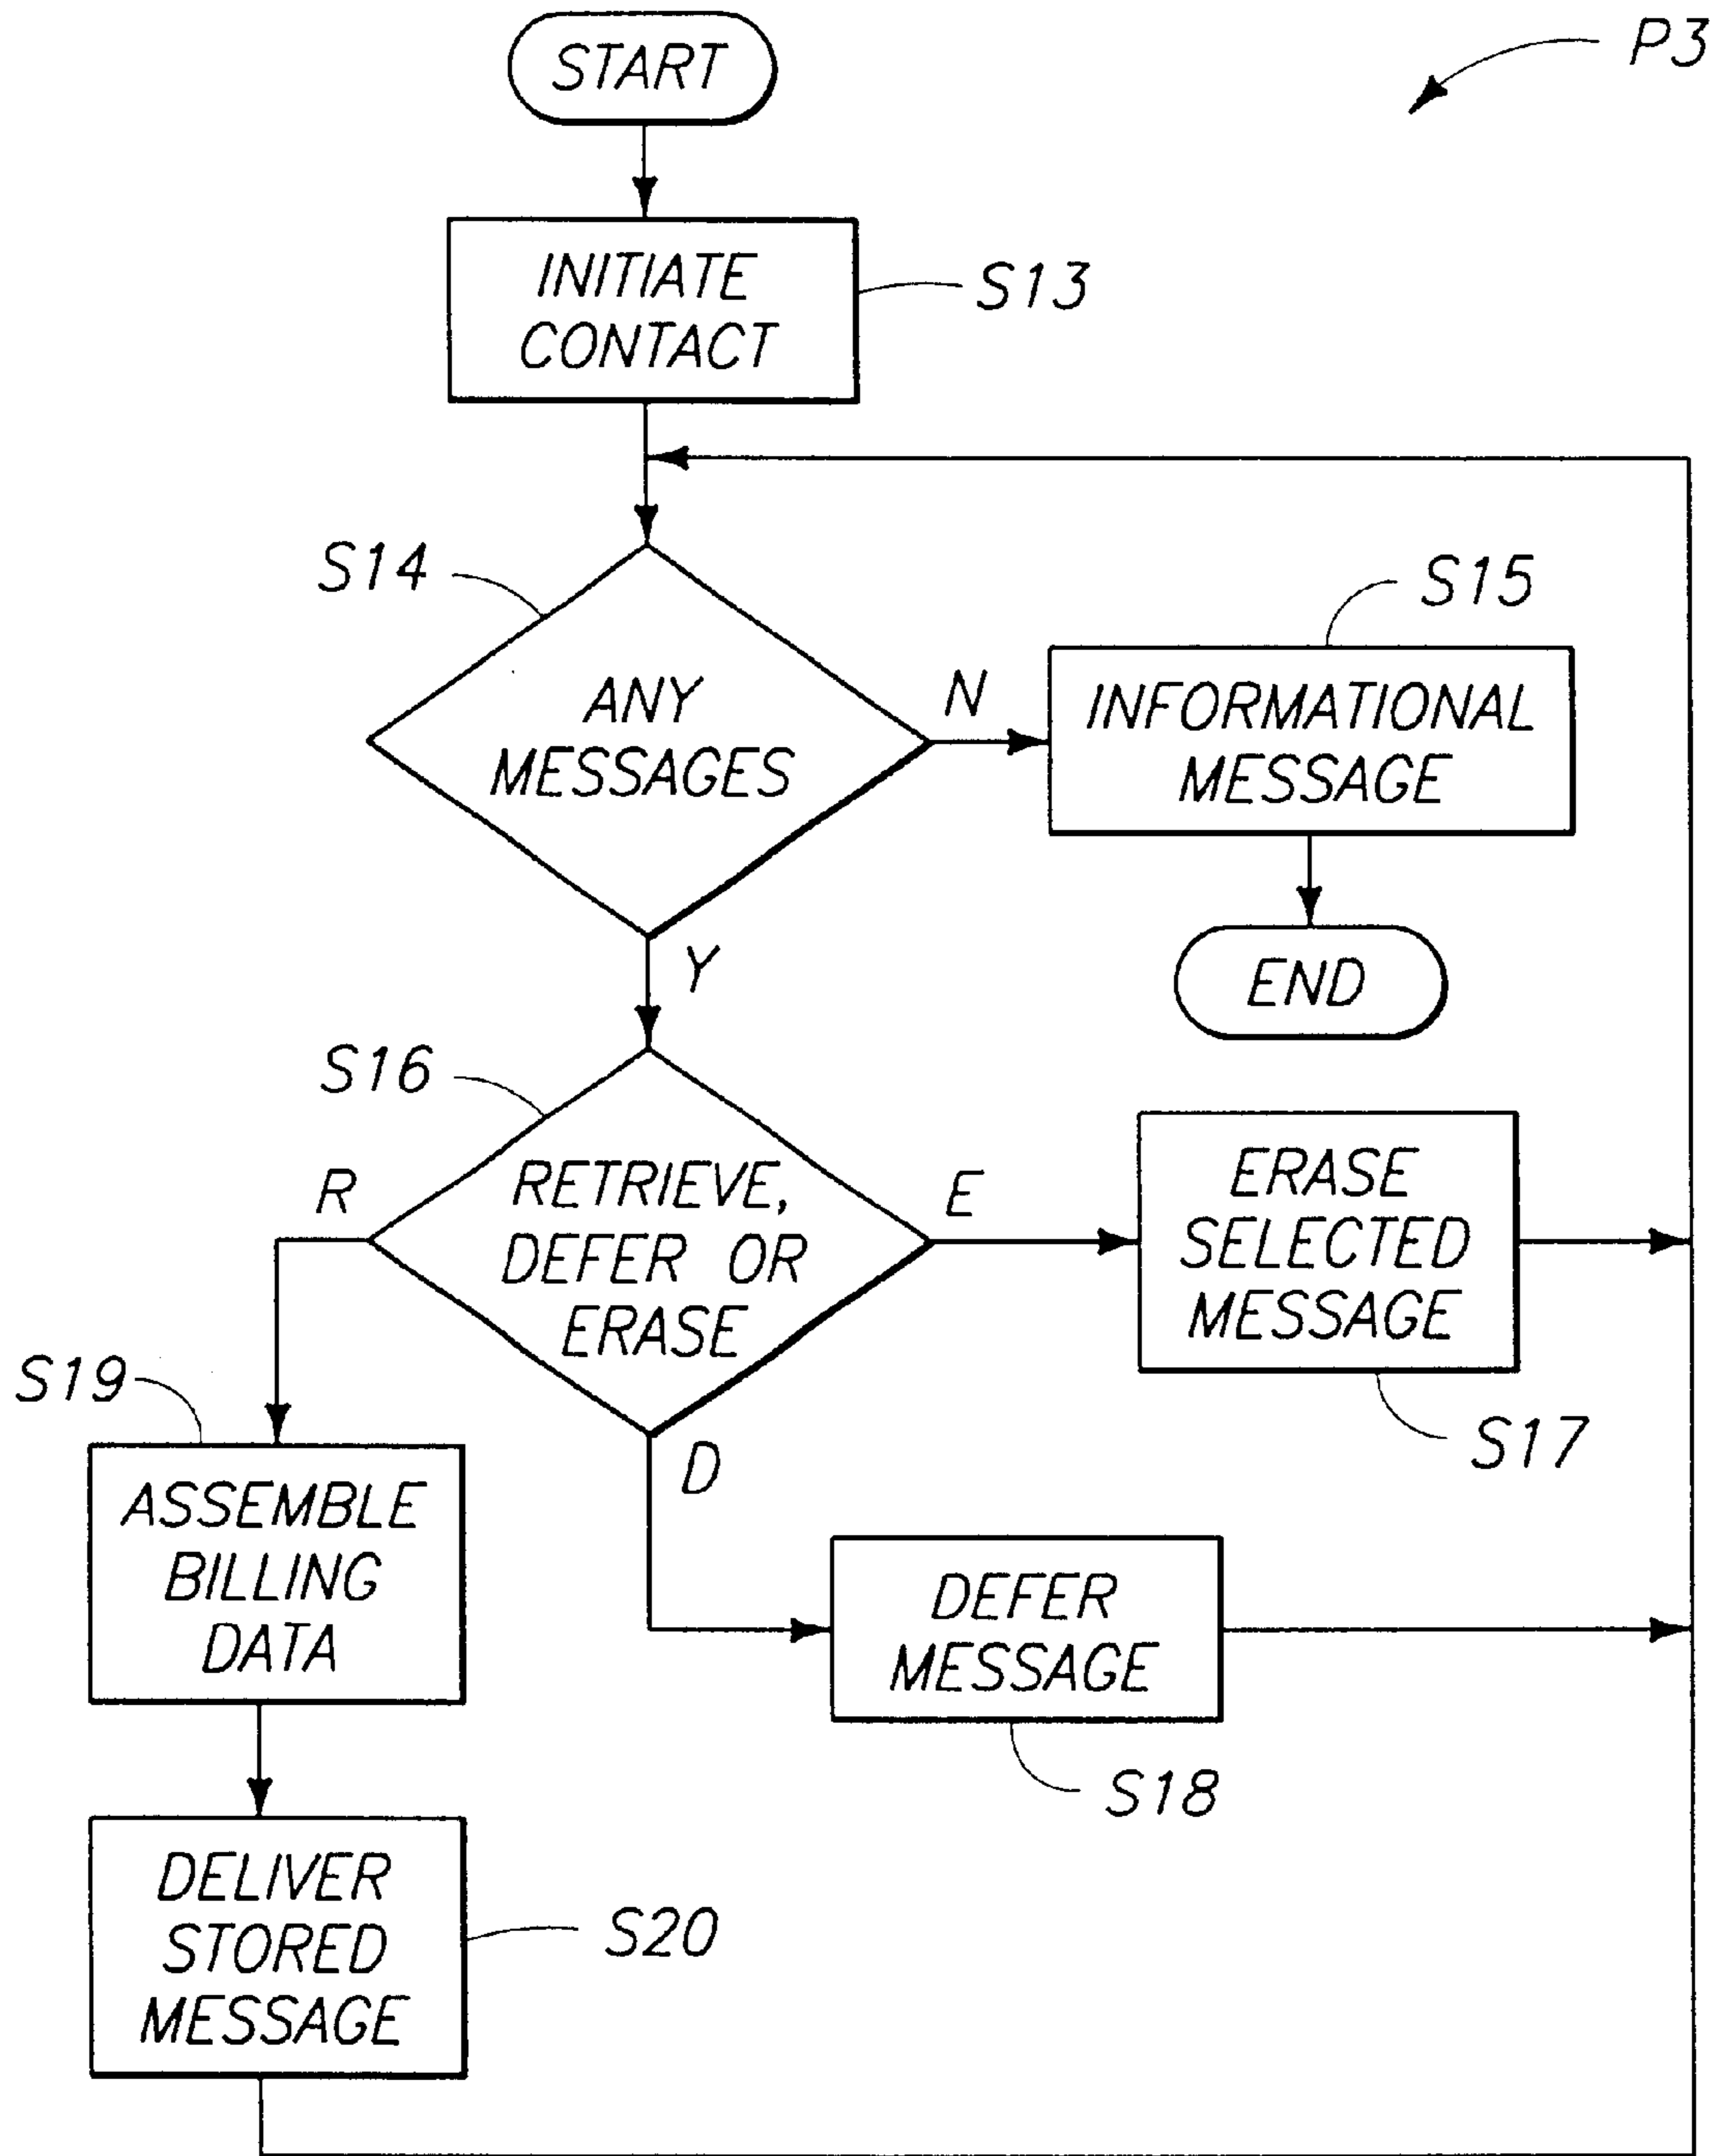 START
P3
INITIATE
CONTACT
S13
S14
ANY
MESSAGES
N
S15
INFORMATIONAL
MESSAGE
END
Y
S16
RETRIEVE,
DEFER OR
ERASE
R
E
ERASE
SELECTED
MESSAGE
S17
D
S19
ASSEMBLE
BILLING
DATA
DEFER
MESSAGE
S18
DELIVER
STORED
MESSAGE
S20